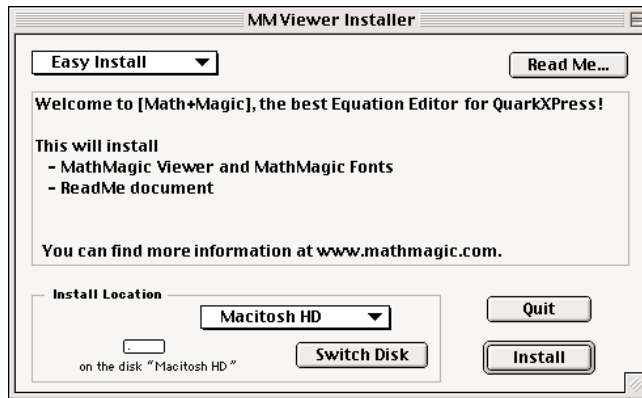 MM Viewer Installer
Easy Install
Read Me...
Welcome to [Math+Magic], the best Equation Editor for QuarkXPress!
This will install
- MathMagic Viewer and MathMagic Fonts
- ReadMe document
You can find more information at www.mathmagic.com.
Install Location
Macitosh HD
on the disk "Macitosh HD"
Switch Disk
Quit
Install